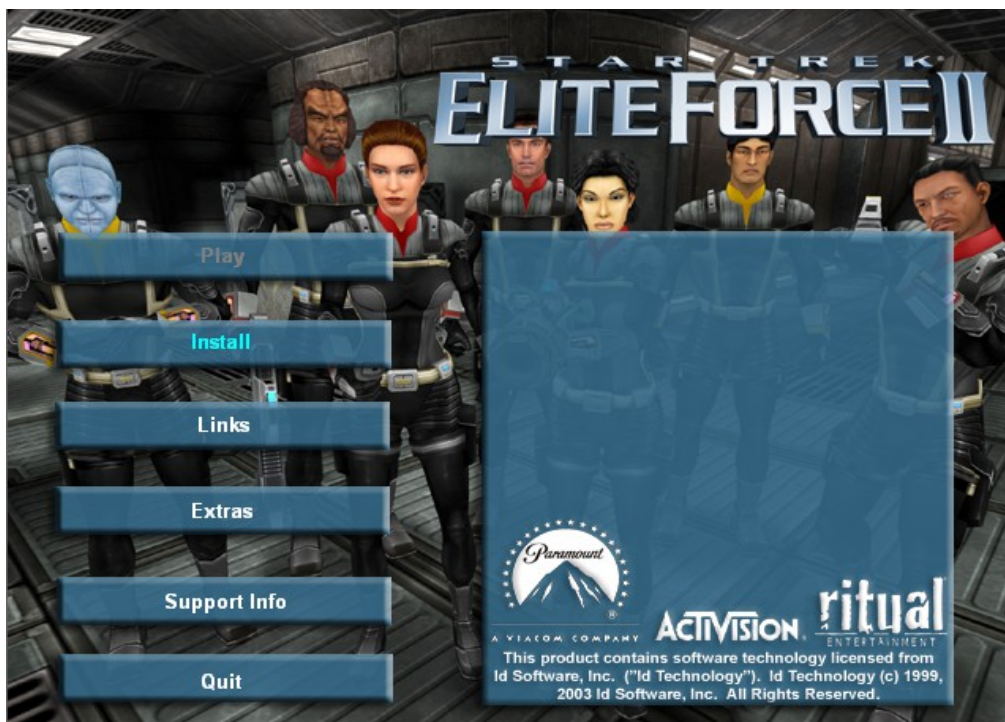 STAR TREK
ELITE FORCE II
Play
Install
Links
Extras
Support Info
Quit
Paramount
®
A VIACOM COMPANY
ACTIVISION.
ritual
ENTERTAINMENT
This product contains software technology licensed from
Id Software, Inc. ("Id Technology"). Id Technology (c) 1999,
2003 Id Software, Inc. All Rights Reserved.